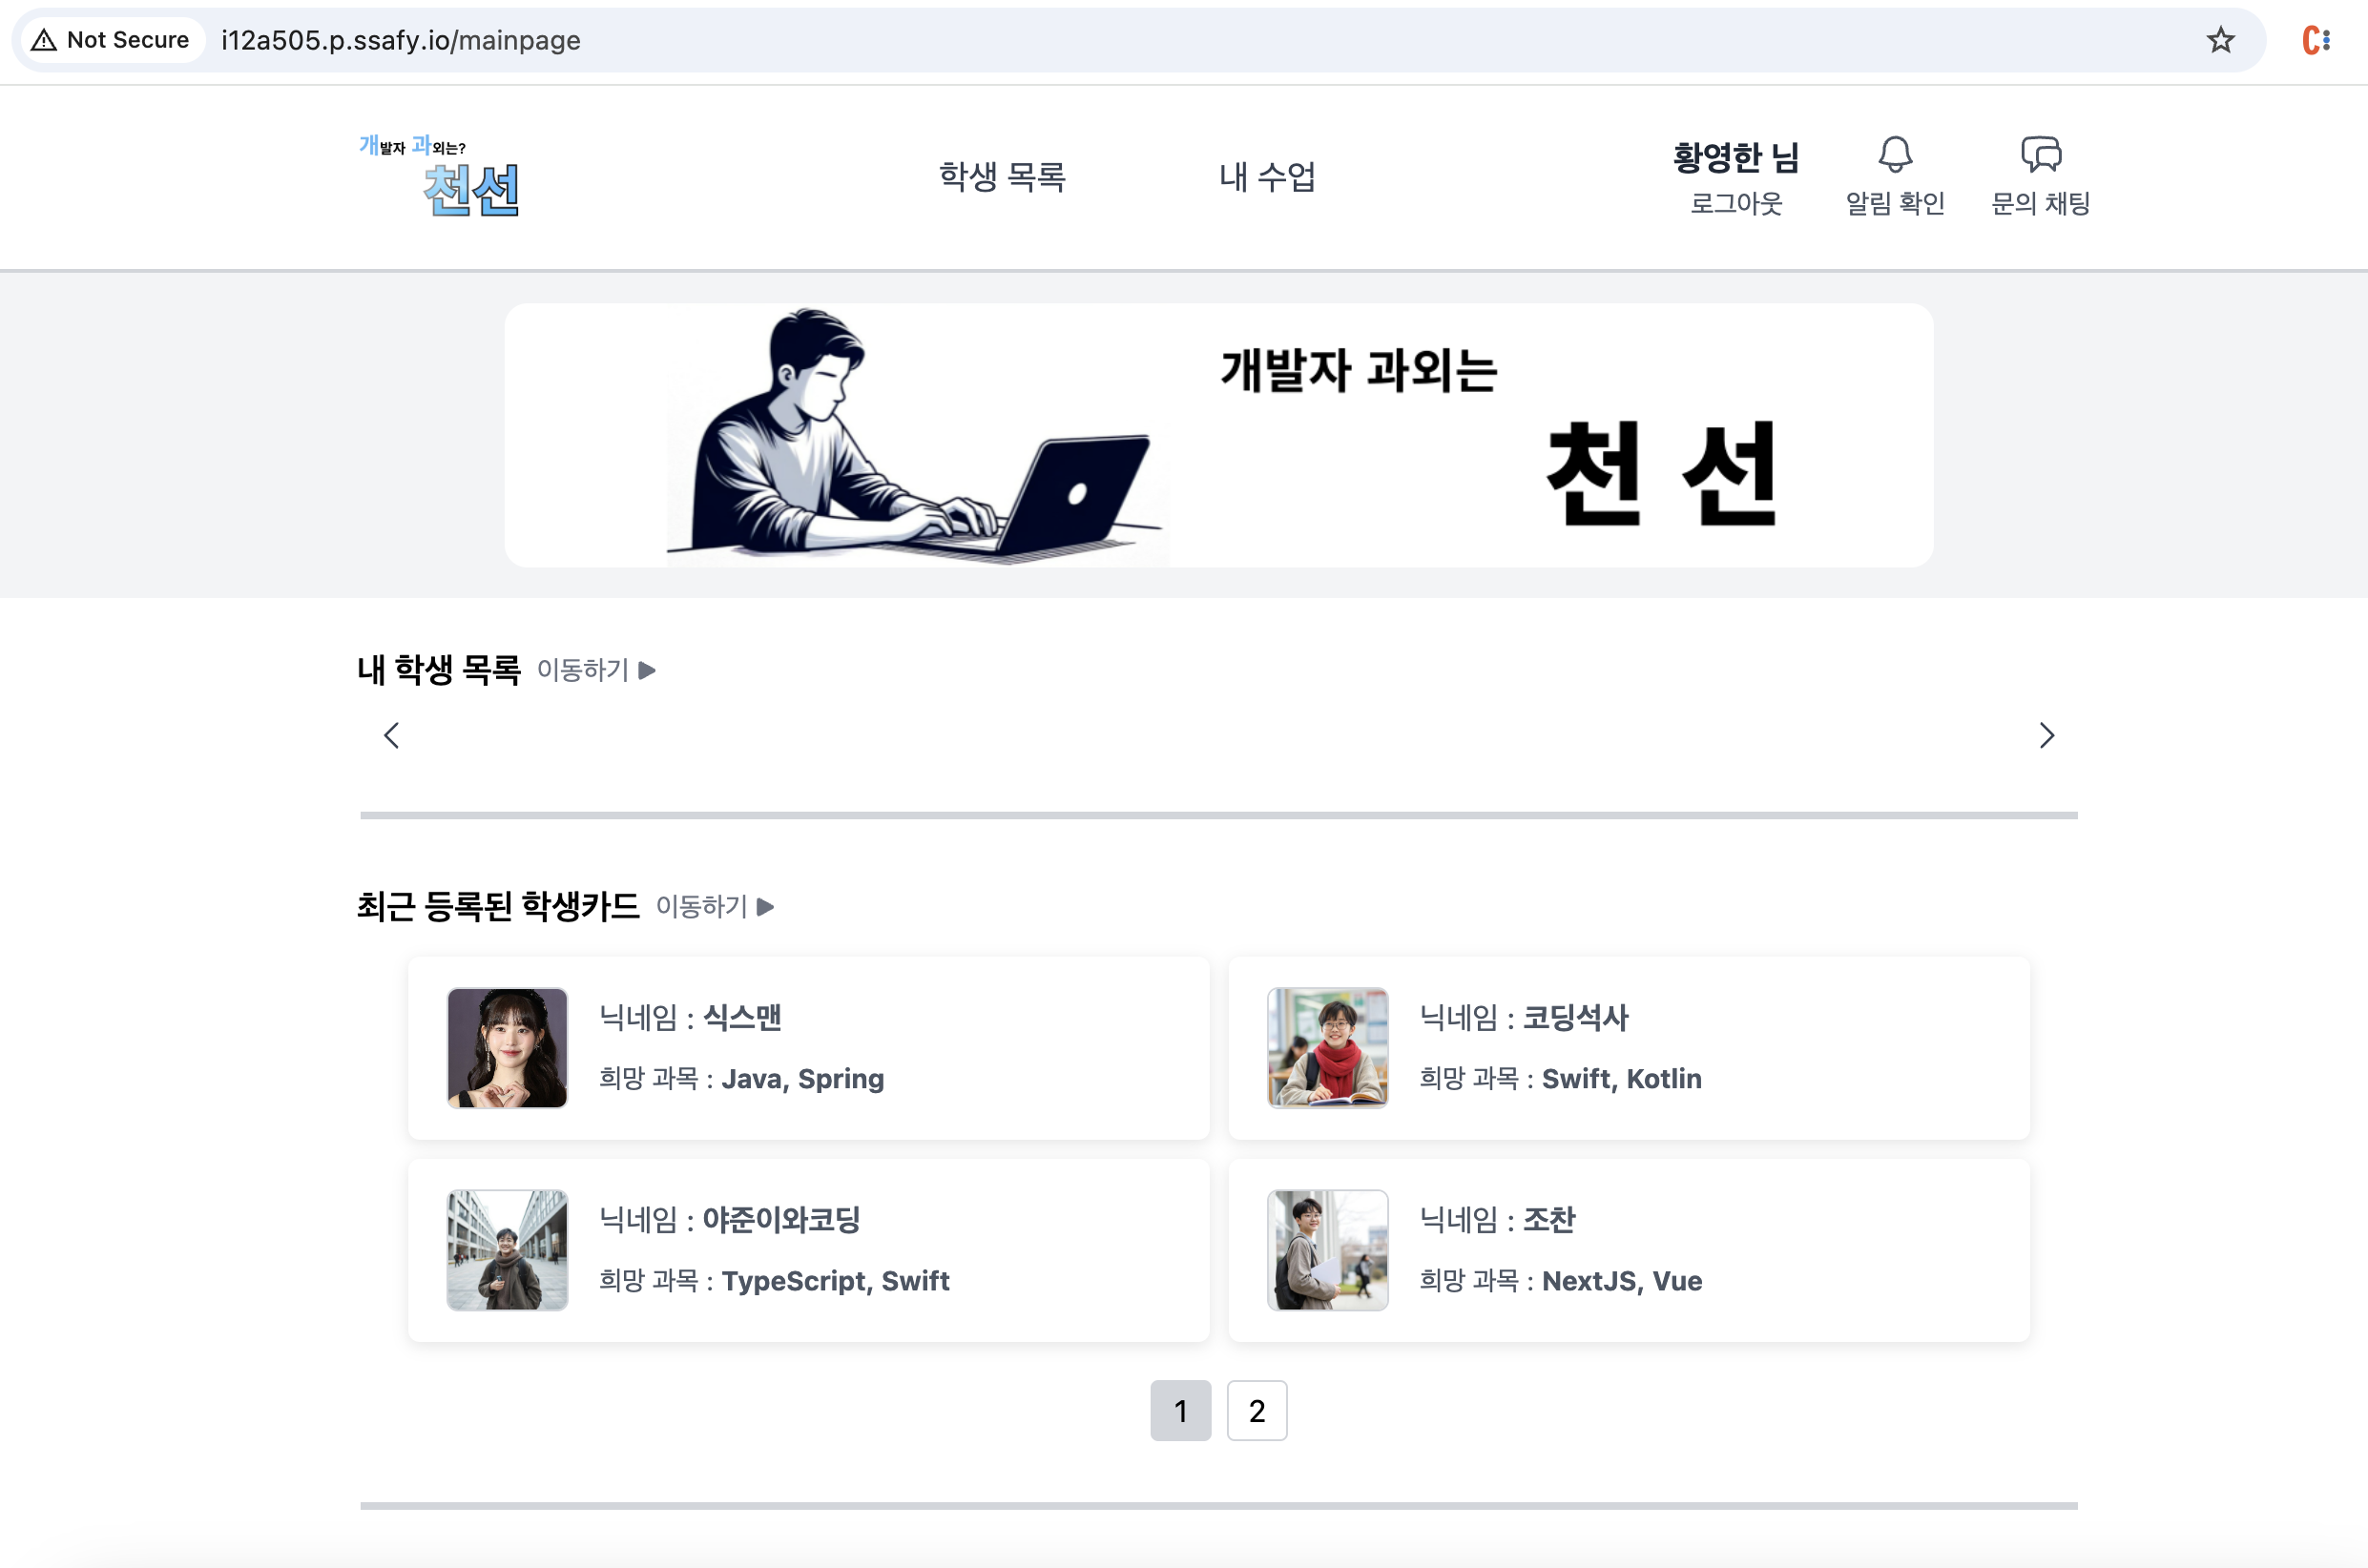 Not Secure i12a505.p.ssafy.io/mainpage
개발자 과외는?
천선
학생 목록 내 수업
황영한 님
로그아웃 알림 확인 문의 채팅
개발자 과외는
천 선
내 학생 목록 이동하기 ▶
최근 등록된 학생카드 이동하기 ▶
닉네임 : 식스맨
희망 과목 : Java, Spring
닉네임 : 코딩석사
희망 과목 : Swift, Kotlin
닉네임 : 야준이와코딩
희망 과목 : TypeScript, Swift
닉네임 : 조찬
희망 과목 : NextJS, Vue
1 2